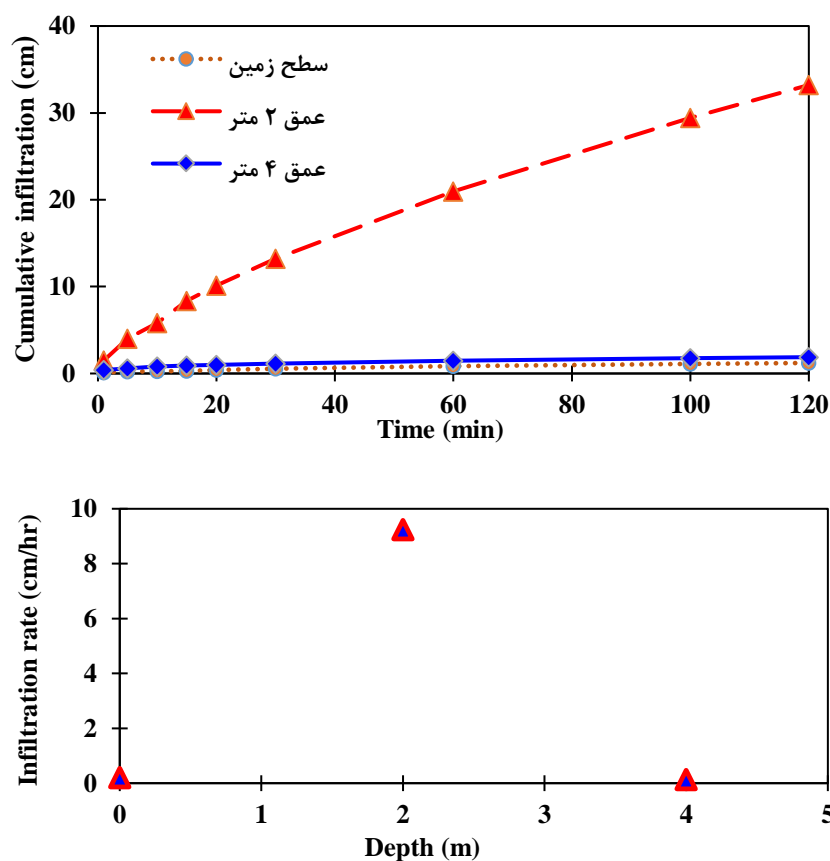 40
30
20
10
0
Cumulative infiltration (cm)
سطح زمین
عمق ۲ متر
عمق ۴ متر
0 20 40 60 80 100 120
Time (min)
10
8
6
4
2
0
Infiltration rate (cm/hr)
0 1 2 3 4 5
Depth (m)